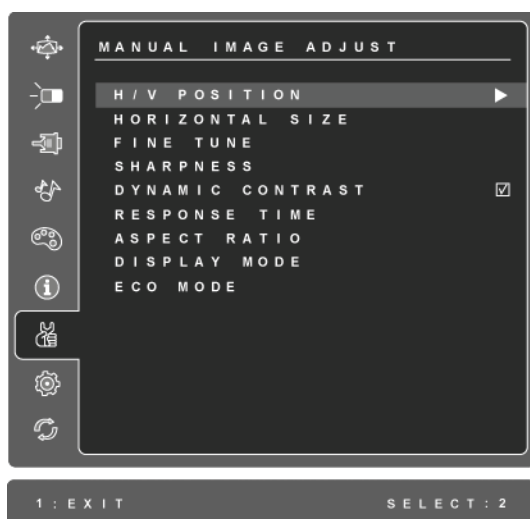 MANUAL IMAGE ADJUST
H/V POSITION
HORIZONTAL SIZE
FINE TUNE
SHARPNESS
DYNAMIC CONTRAST
RESPONSE TIME
ASPECT RATIO
DISPLAY MODE
ECO MODE
1:EXIT SELECT:2